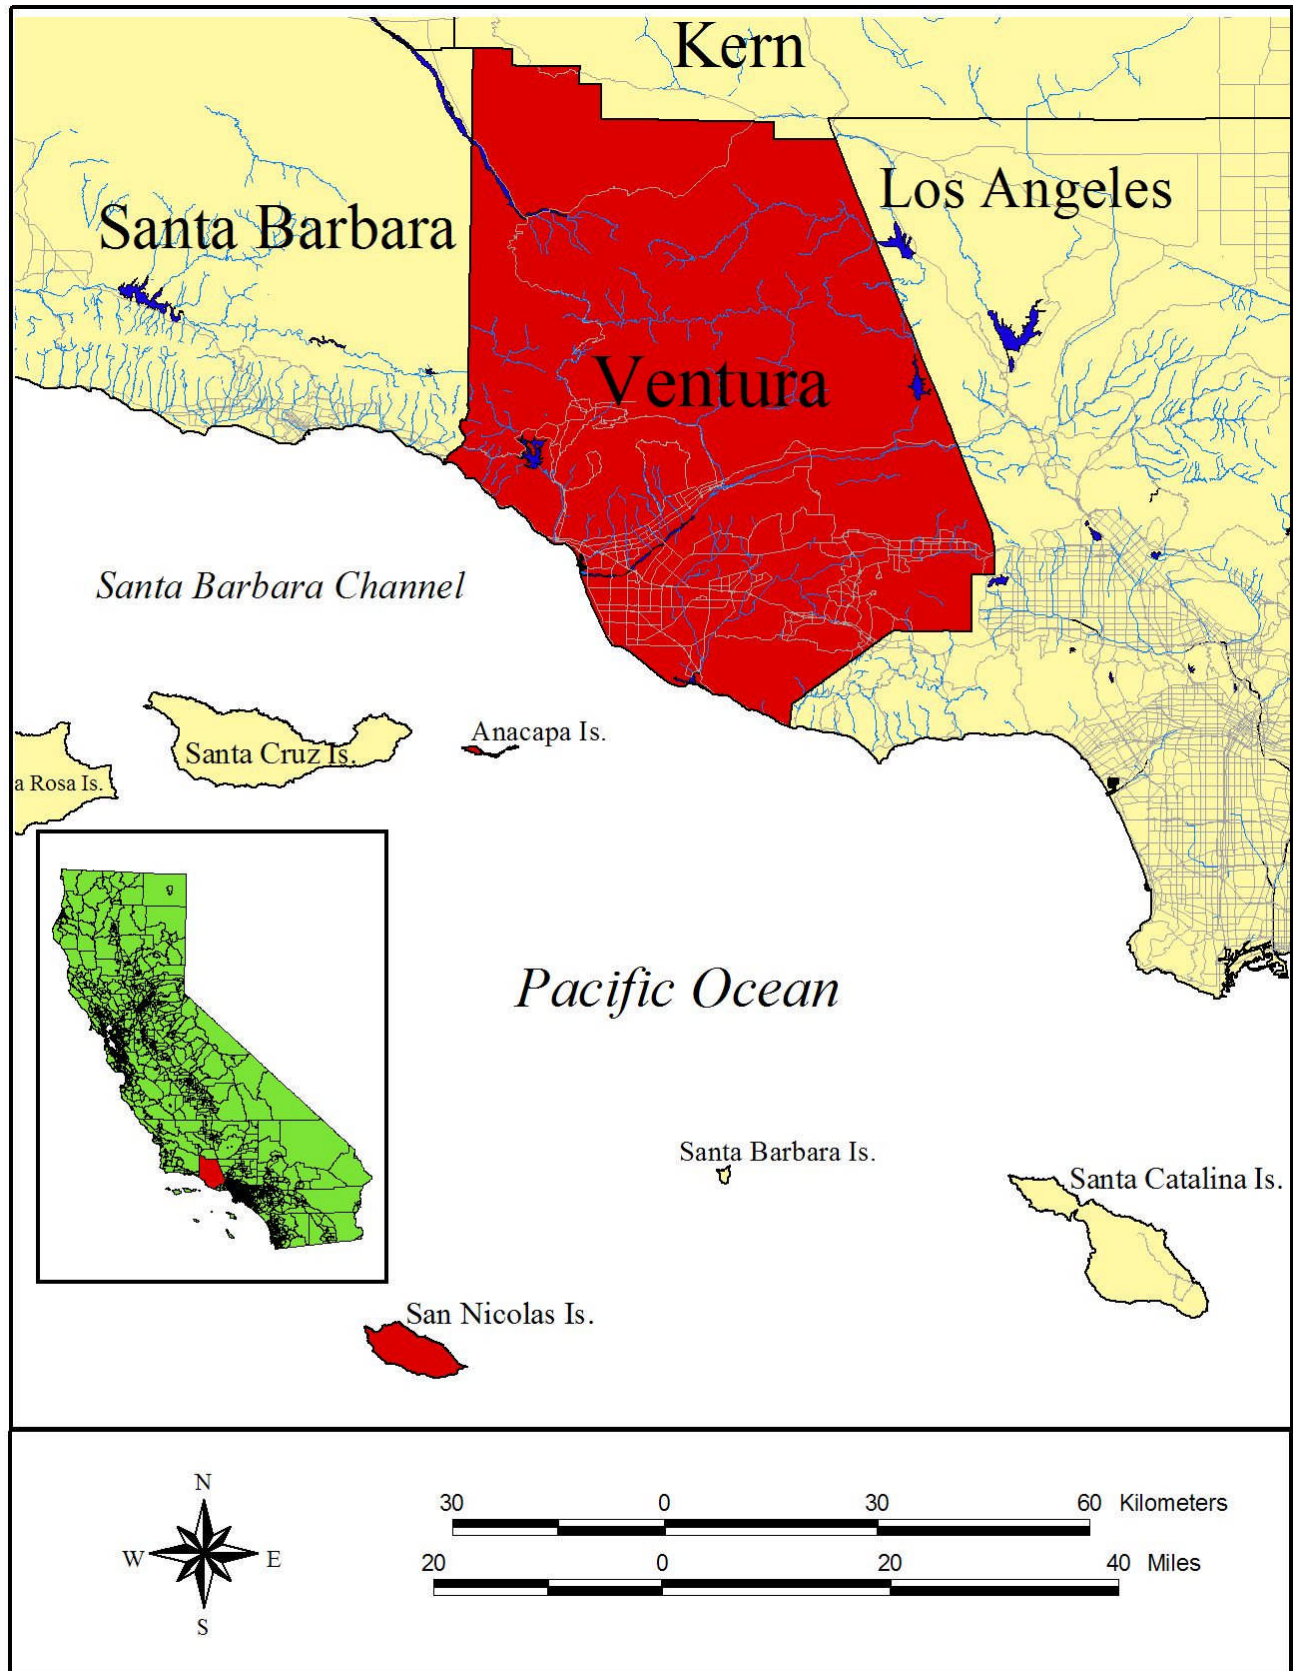 Kern
Los Angeles
Santa Barbara
Ventura
Santa Barbara Channel
Anacapa Is.
Santa Cruz Is.
a Rosa Is.
Pacific Ocean
Santa Barbara Is.
Santa Catalina Is.
San Nicolas Is.
N
W E
S
30 0 30 60 Kilometers
20 0 20 40 Miles